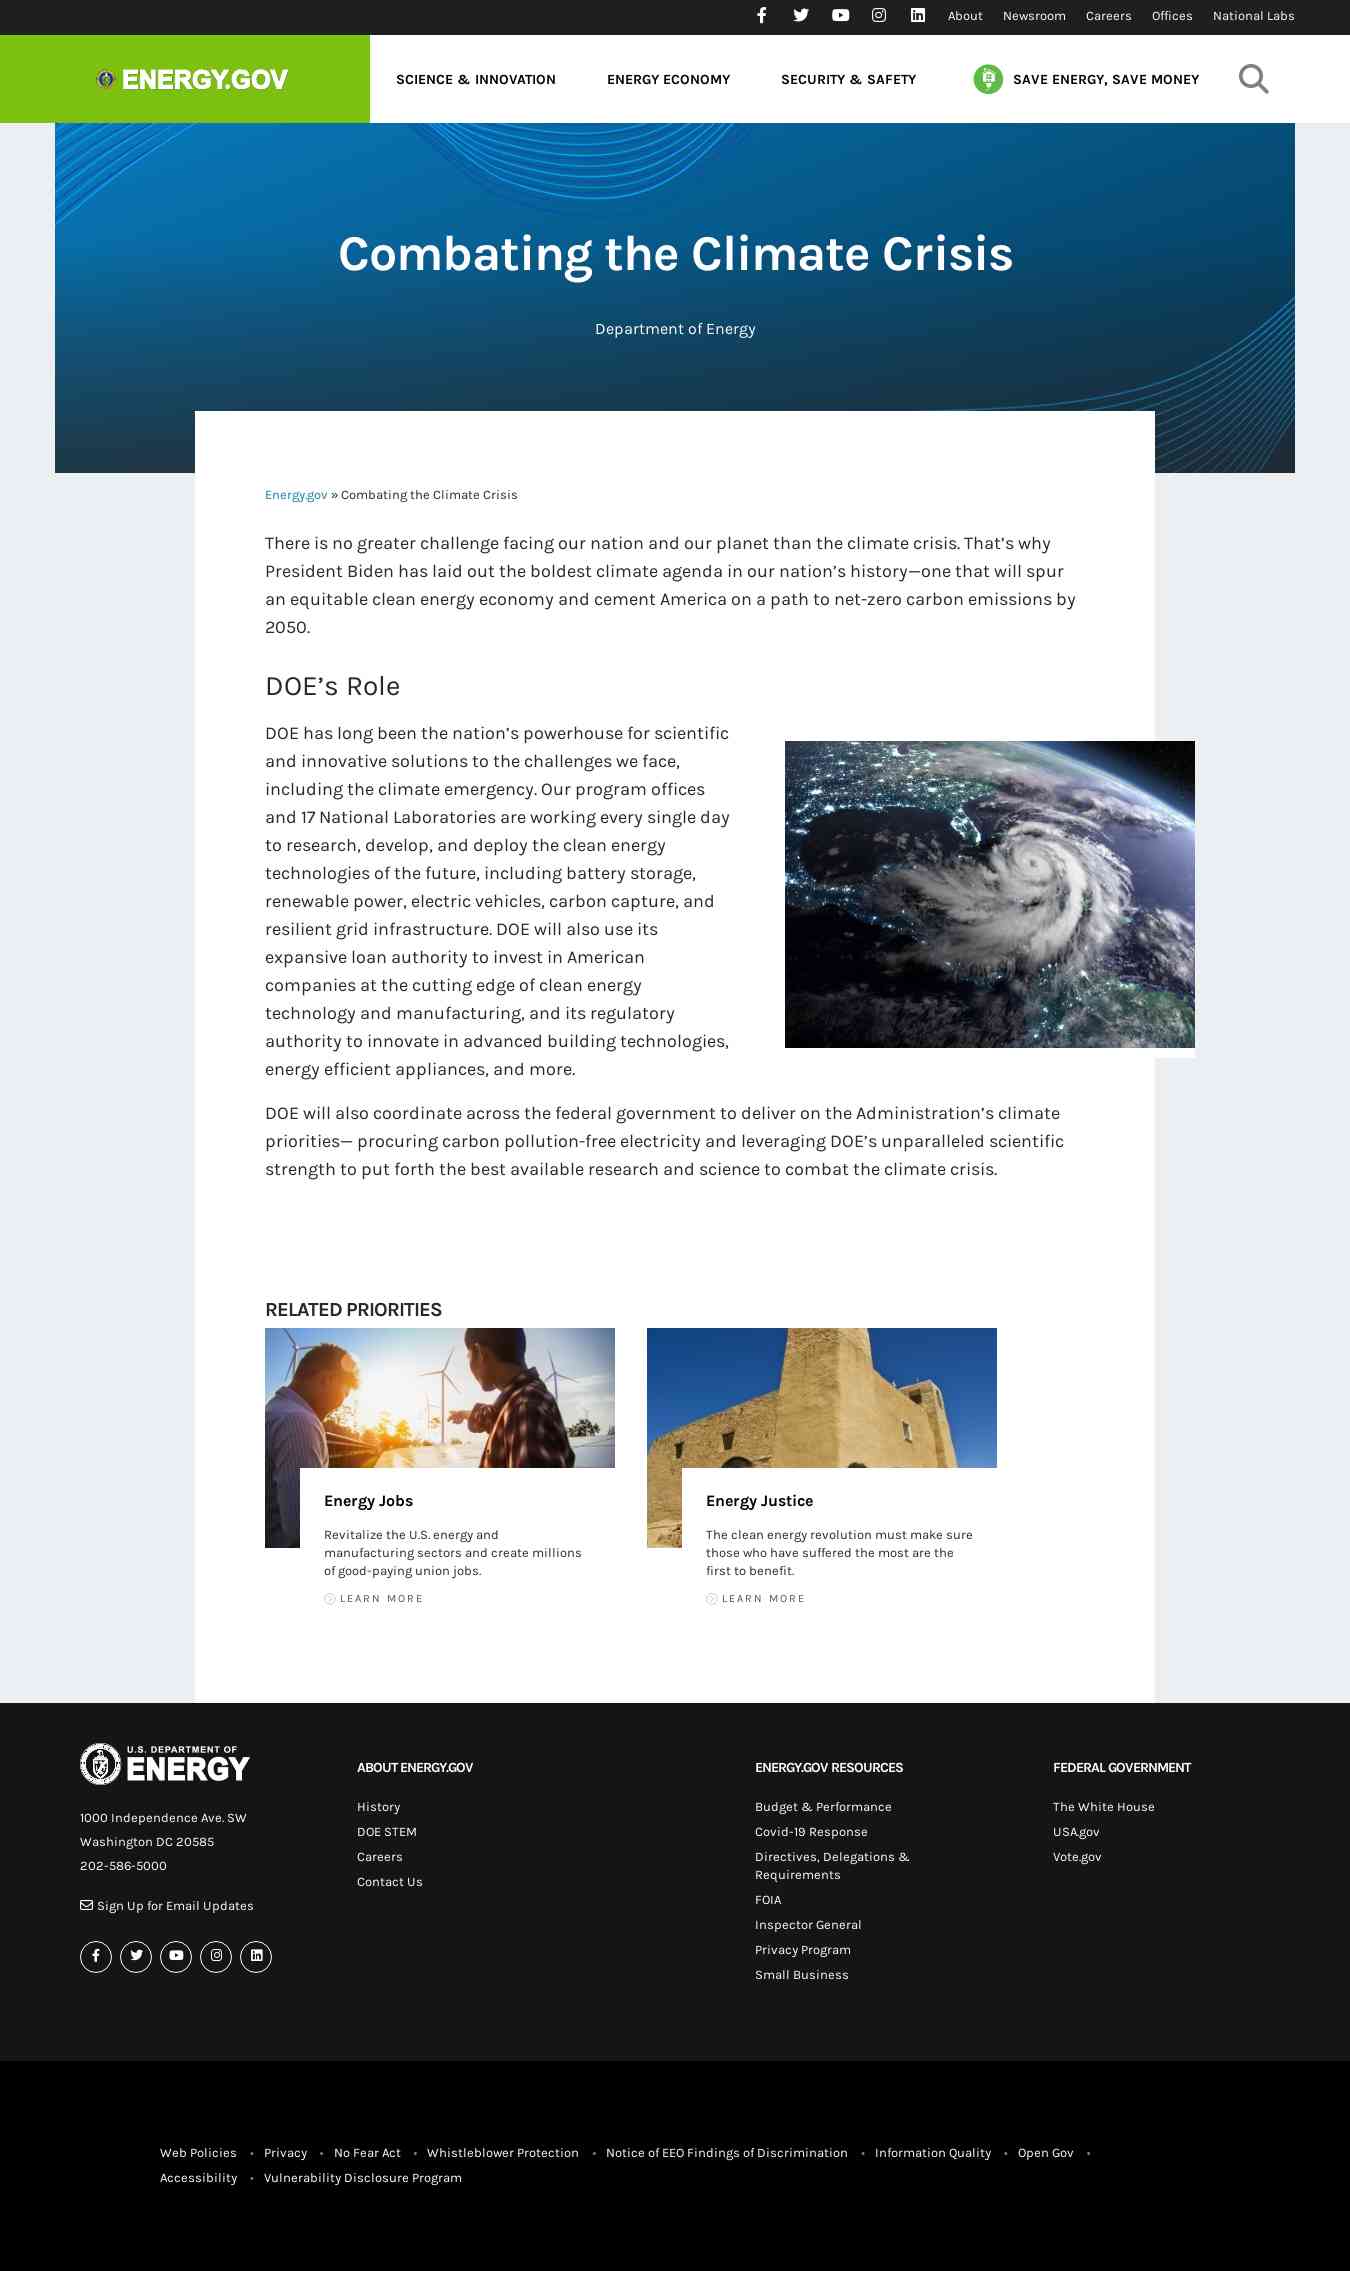 About Newsroom Careers Offices National Labs
ENERGY.GOV
SCIENCE & INNOVATION ENERGY ECONOMY SECURITY & SAFETY SAVE ENERGY, SAVE MONEY
Combating the Climate Crisis
Department of Energy
Energy.gov » Combating the Climate Crisis
There is no greater challenge facing our nation and our planet than the climate crisis. That’s why
President Biden has laid out the boldest climate agenda in our nation’s history—one that will spur
an equitable clean energy economy and cement America on a path to net-zero carbon emissions by
2050.
DOE’s Role
DOE has long been the nation’s powerhouse for scientific
and innovative solutions to the challenges we face,
including the climate emergency. Our program offices
and 17 National Laboratories are working every single day
to research, develop, and deploy the clean energy
technologies of the future, including battery storage,
renewable power, electric vehicles, carbon capture, and
resilient grid infrastructure. DOE will also use its
expansive loan authority to invest in American
companies at the cutting edge of clean energy
technology and manufacturing, and its regulatory
authority to innovate in advanced building technologies,
energy efficient appliances, and more.
DOE will also coordinate across the federal government to deliver on the Administration’s climate
priorities— procuring carbon pollution-free electricity and leveraging DOE’s unparalleled scientific
strength to put forth the best available research and science to combat the climate crisis.
RELATED PRIORITIES
Energy Jobs
Revitalize the U.S. energy and
manufacturing sectors and create millions
of good-paying union jobs.
LEARN MORE
Energy Justice
The clean energy revolution must make sure
those who have suffered the most are the
first to benefit.
LEARN MORE
U.S. DEPARTMENT OF
ENERGY
1000 Independence Ave. SW
Washington DC 20585
202-586-5000
Sign Up for Email Updates
ABOUT ENERGY.GOV
History
DOE STEM
Careers
Contact Us
ENERGY.GOV RESOURCES
Budget & Performance
Covid-19 Response
Directives, Delegations &
Requirements
FOIA
Inspector General
Privacy Program
Small Business
FEDERAL GOVERNMENT
The White House
USA.gov
Vote.gov
Web Policies • Privacy • No Fear Act • Whistleblower Protection • Notice of EEO Findings of Discrimination • Information Quality • Open Gov •
Accessibility • Vulnerability Disclosure Program